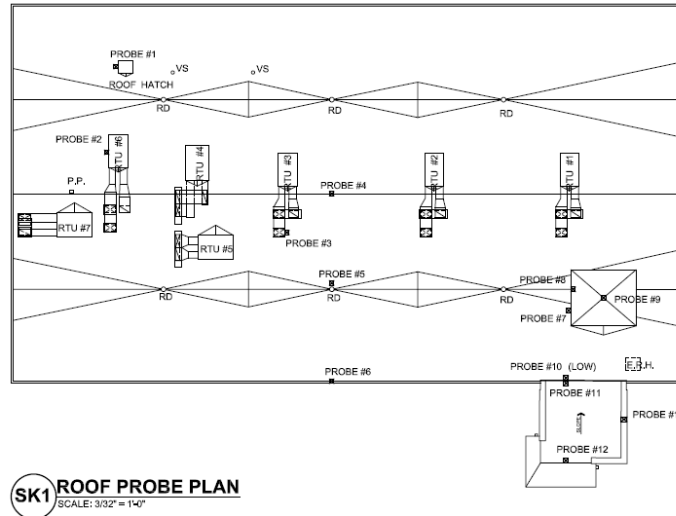 PROBE #1
VS
VS
ROOF HATCH
RD
RD
RD
PROBE #2
RTU #6
RTU #4
RTU #3
RTU #2
RTU #1
P.P.
PROBE #4
RTU #7
PROBE #3
RTU #5
PROBE #5
PROBE #8
PROBE #9
RD
RD
RD
PROBE #7
PROBE #10 (LOW)
E.R.H.
PROBE #6
PROBE #11
PROBE #1
SLOPE
PROBE #12
SK1
ROOF PROBE PLAN
SCALE: 3/32" = 1'-0"